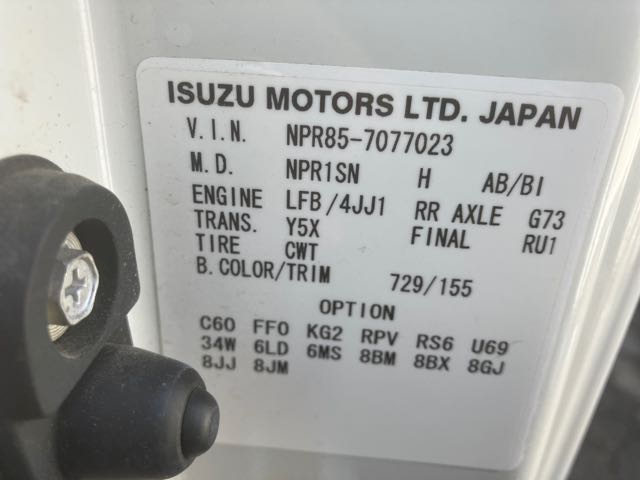 ISUZU MOTORS LTD. JAPAN
V.I.N. NPR85-7077023
M.D. NPR1SN H AB/BI
ENGINE LFB/4JJ1 RR AXLE G73
TRANS. Y5X FINAL RU1
TIRE CWT
B.COLOR/TRIM 729/155
OPTION
C60 FF0 KG2 RPV RS6 U69
34W 6LD 6MS 8BM 8BX 8GJ
8JJ 8JM